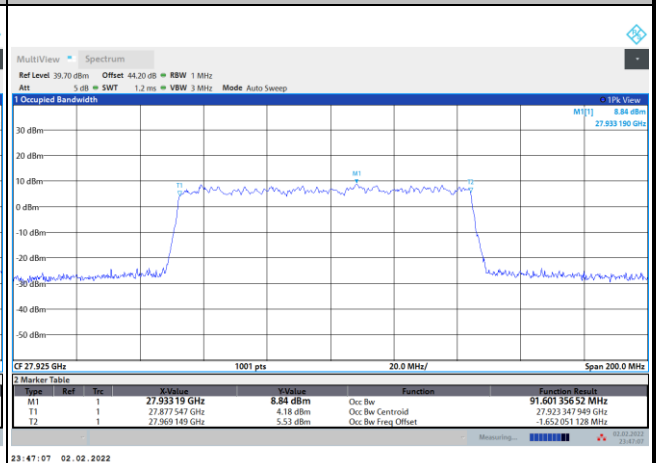 MultiView Spectrum
Ref Level 39.70 dBm Offset 44.20 dB RBW 1 MHz
Att 5 dB SWT 1.2 ms VBW 3 MHz Mode Auto Sweep
1 Occupied Bandwidth 1Pk View
M1[1] 8.84 dBm
27.933 190 GHz
30 dBm
20 dBm
M1
T1 T2
10 dBm
0 dBm
-10 dBm
-20 dBm
-30 dBm
-40 dBm
-50 dBm
CF 27.925 GHz 1001 pts 20.0 MHz/ Span 200.0 MHz
2 Marker Table
Type Ref Trc X-Value Y-Value Function Function Result
M1 1 27.933 19 GHz 8.84 dBm Occ Bw 91.601 356 52 MHz
T1 1 27.877 547 GHz 4.18 dBm Occ Bw Centroid 27.923 347 949 GHz
T2 1 27.969 149 GHz 5.53 dBm Occ Bw Freq Offset -1.652 051 128 MHz
Measuring... 02.02.2022
23:47:07
23:47:07 02.02.2022